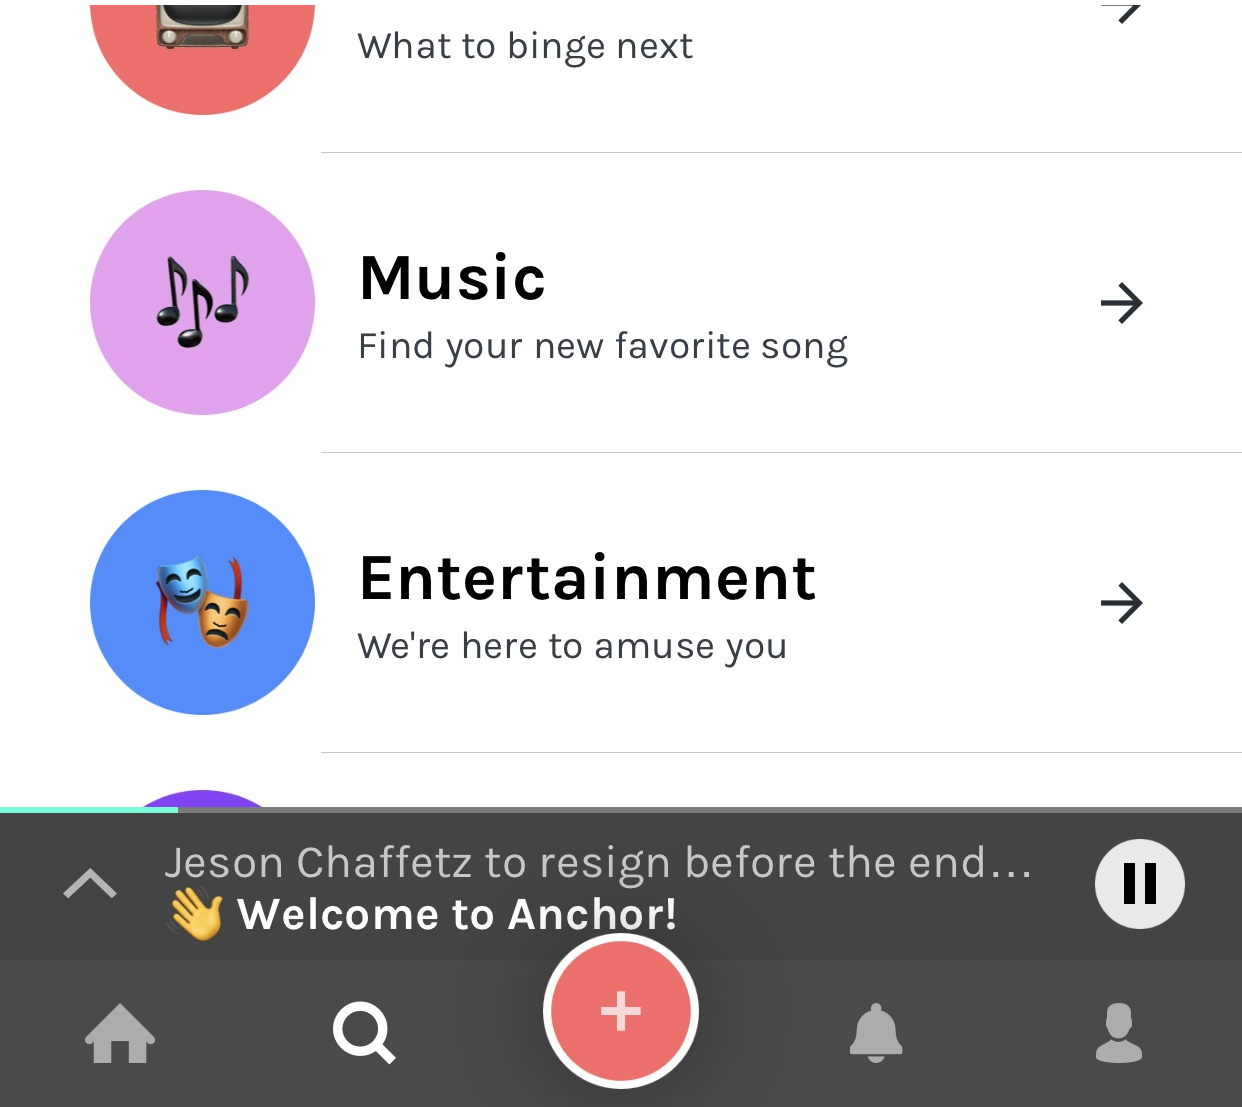 What to binge next
Music
Find your new favorite song
Entertainment
We're here to amuse you
Jeson Chaffetz to resign before the end...
👋 Welcome to Anchor!